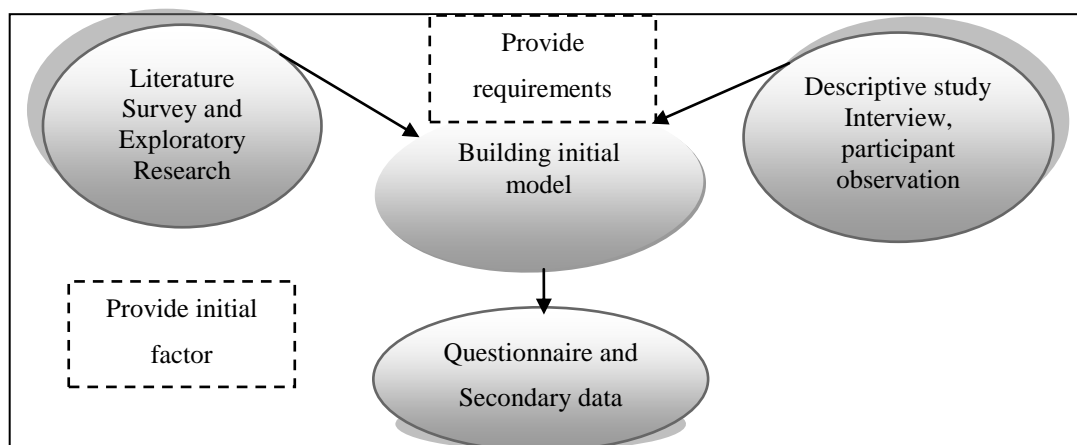 Literature
Survey and
Exploratory
Research
Provide
requirements
Descriptive study
Interview,
participant
observation
Building initial
model
Provide initial
factor
Questionnaire and
Secondary data